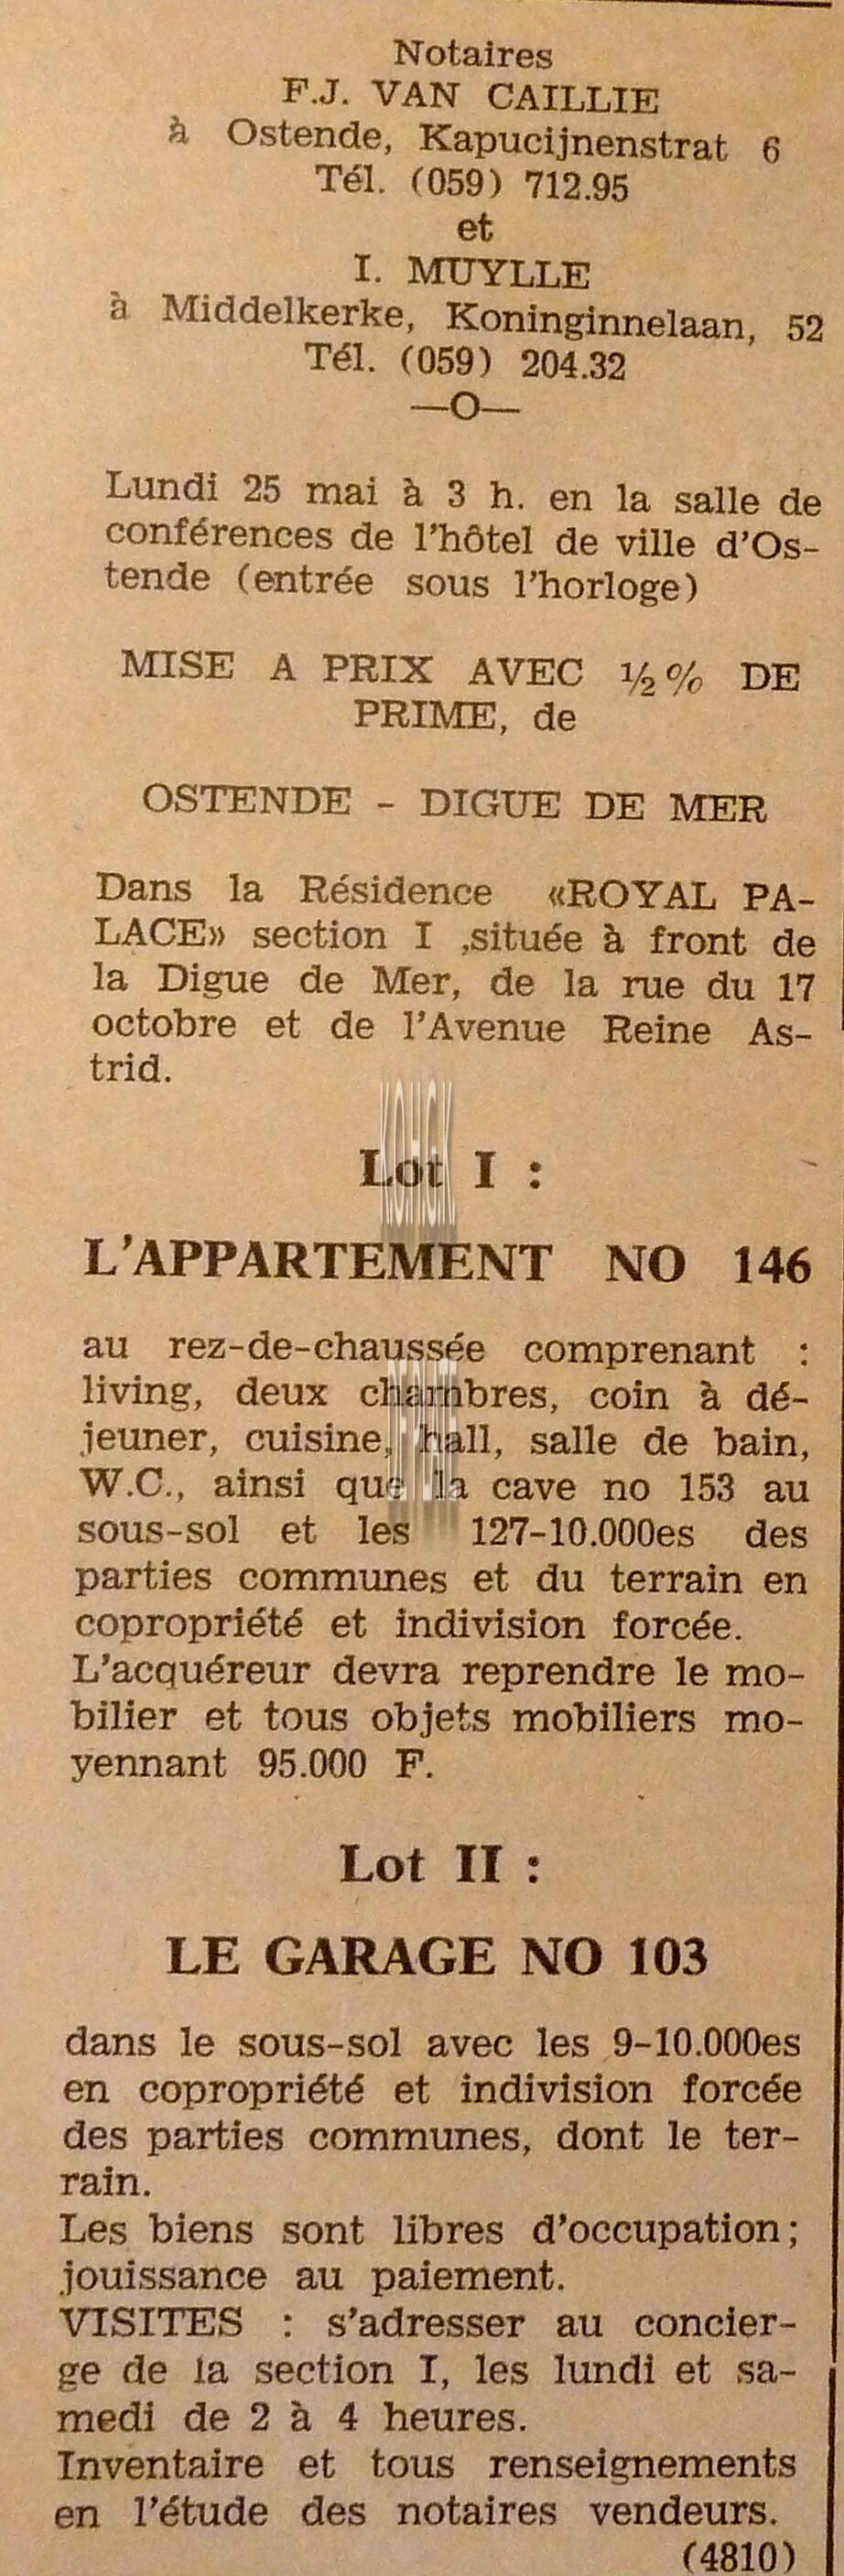 Notaires
F.J. VAN CAILLIE
à Ostende, Kapucijnenstrat 6
Tél. (059) 712.95
et
I. MUYLLE
à Middelkerke, Koninginnelaan, 52
Tél. (059) 204.32
—O—
Lundi 25 mai à 3 h. en la salle de
conférences de l'hôtel de ville d'Os-
tende (entrée sous l'horloge)
MISE A PRIX AVEC ½% DE
PRIME, de
OSTENDE - DIGUE DE MER
Dans la Résidence «ROYAL PA-
LACE» section I ,située à front de
la Digue de Mer, de la rue du 17
octobre et de l'Avenue Reine As-
trid.
Lot I :
L'APPARTEMENT NO 146
au rez-de-chaussée comprenant :
living, deux chambres, coin à dé-
jeuner, cuisine, hall, salle de bain,
W.C., ainsi que la cave no 153 au
sous-sol et les 127-10.000es des
parties communes et du terrain en
copropriété et indivision forcée.
L'acquéreur devra reprendre le mo-
bilier et tous objets mobiliers mo-
yennant 95.000 F.
Lot II :
LE GARAGE NO 103
dans le sous-sol avec les 9-10.000es
en copropriété et indivision forcée
des parties communes, dont le ter-
rain.
Les biens sont libres d'occupation;
jouissance au paiement.
VISITES : s'adresser au concier-
ge de la section I, les lundi et sa-
medi de 2 à 4 heures.
Inventaire et tous renseignements
en l'étude des notaires vendeurs.
(4810)